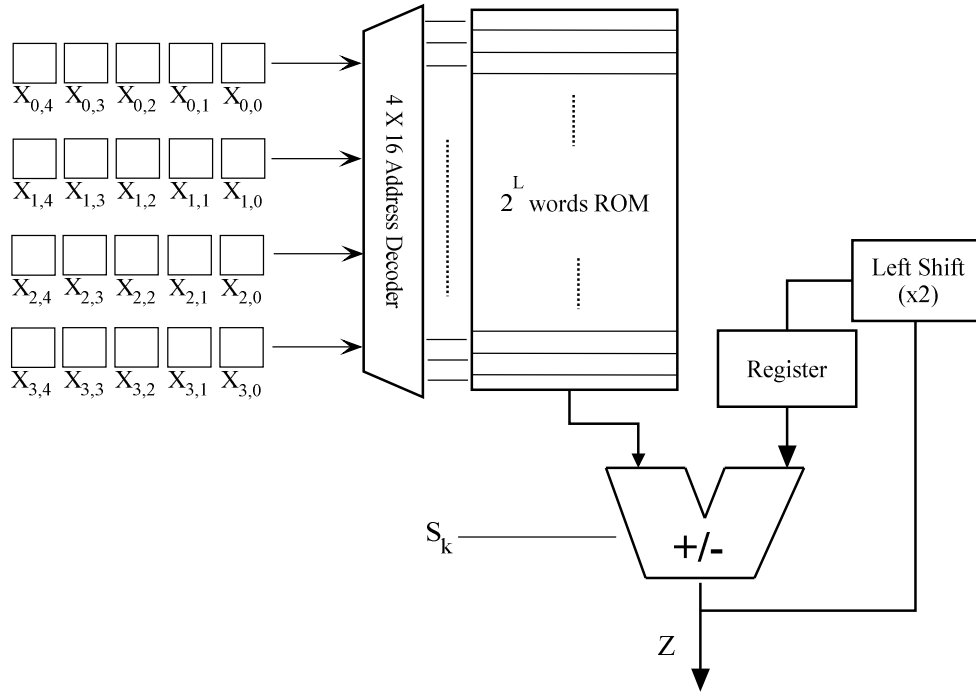 X0,4 X0,3 X0,2 X0,1 X0,0
X1,4 X1,3 X1,2 X1,1 X1,0
X2,4 X2,3 X2,2 X2,1 X2,0
X3,4 X3,3 X3,2 X3,1 X3,0
4 X 16 Address Decoder
2^L words ROM
Left Shift
(x2)
Register
Sk
+/-
Z